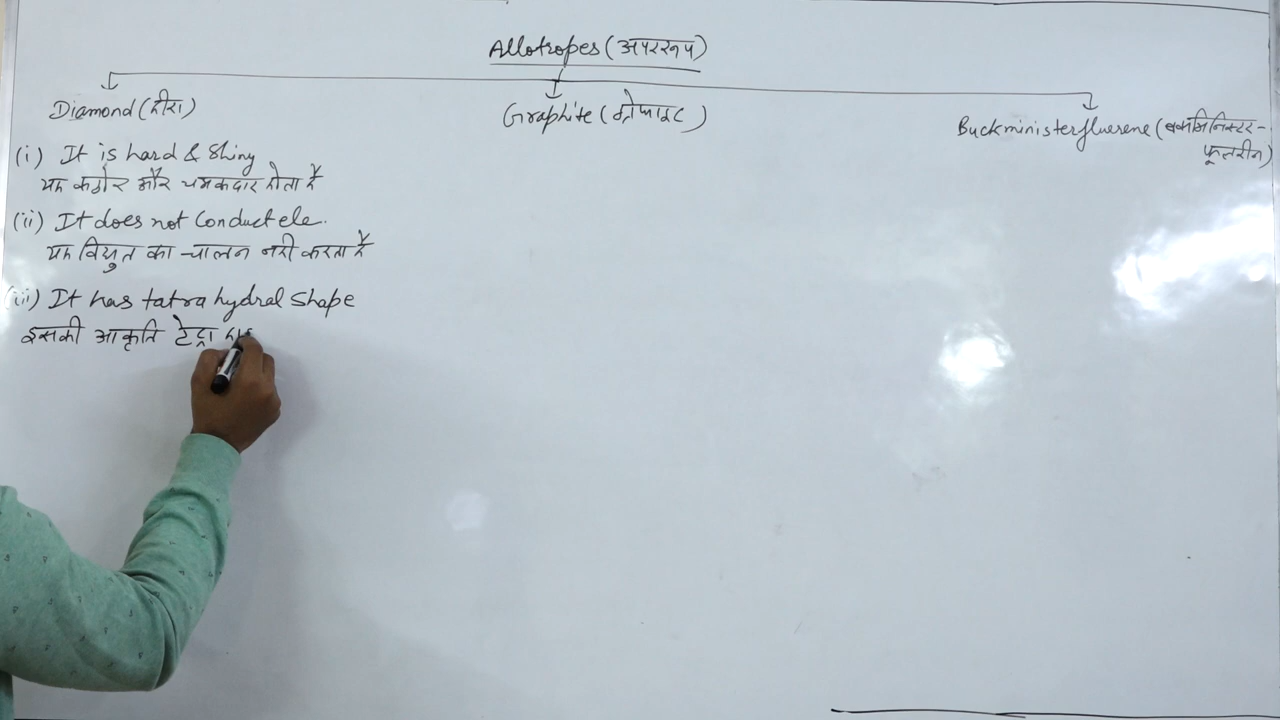 Allotropes (अपररूप)
Diamond (हीरा)
Graphite (ग्रेफाइट)
Buckministerfluerene (बकमिनिस्टर-
फूलरीन)
(i) It is hard & Shiny
यह कठोर और चमकदार होता है
(ii) It does not Conduct ele.
यह विद्युत का चालन नही करता है
(iii) It has tatra hydral Shape
इसकी आकृति टेट्रा